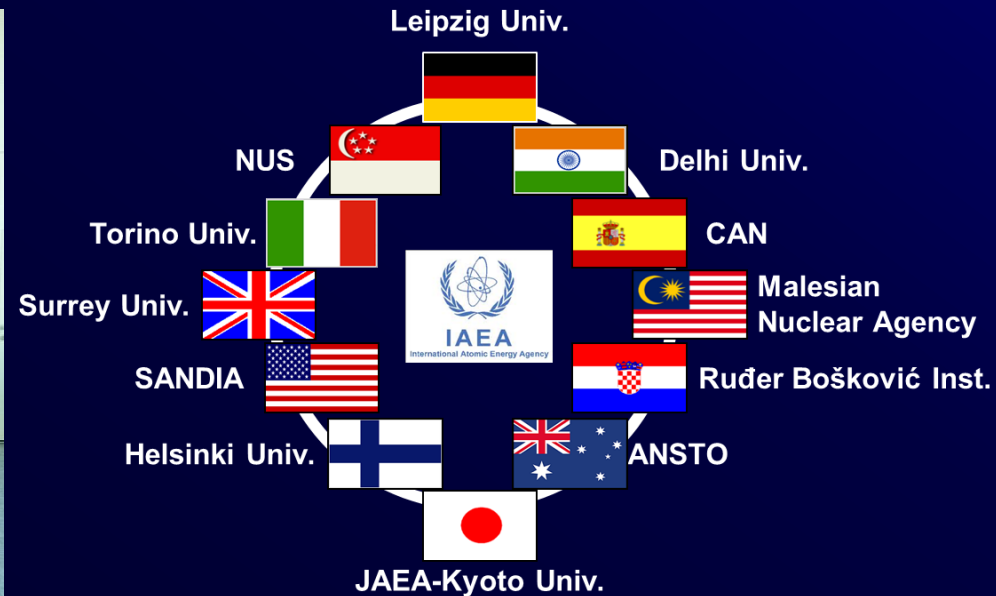 Leipzig Univ.
NUS
Delhi Univ.
Torino Univ.
CAN
Surrey Univ.
IAEA
International Atomic Energy Agency
Malesian
Nuclear Agency
SANDIA
Ruđer Bošković Inst.
Helsinki Univ.
ANSTO
JAEA-Kyoto Univ.